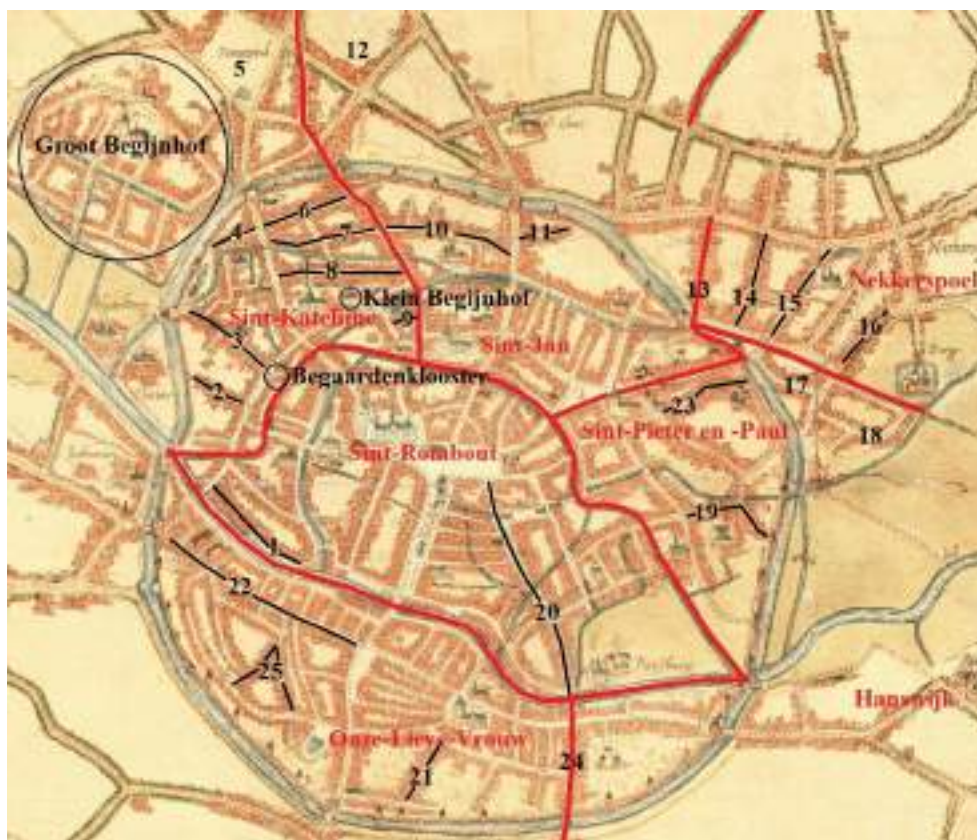 12
5
Groot Begijnhof
6
4
7
10
11
8
Klein Begijnhof
Nekkerspoel
13
14
15
Sint-Katelijne
9
3
Sint-Jan
16
Begaardenklooster
2
17
23
Sint-Pieter en -Paul
18
Sint-Rombout
19
1
22
20
25
Hanswijk
Onze-Lieve-Vrouw
24
21